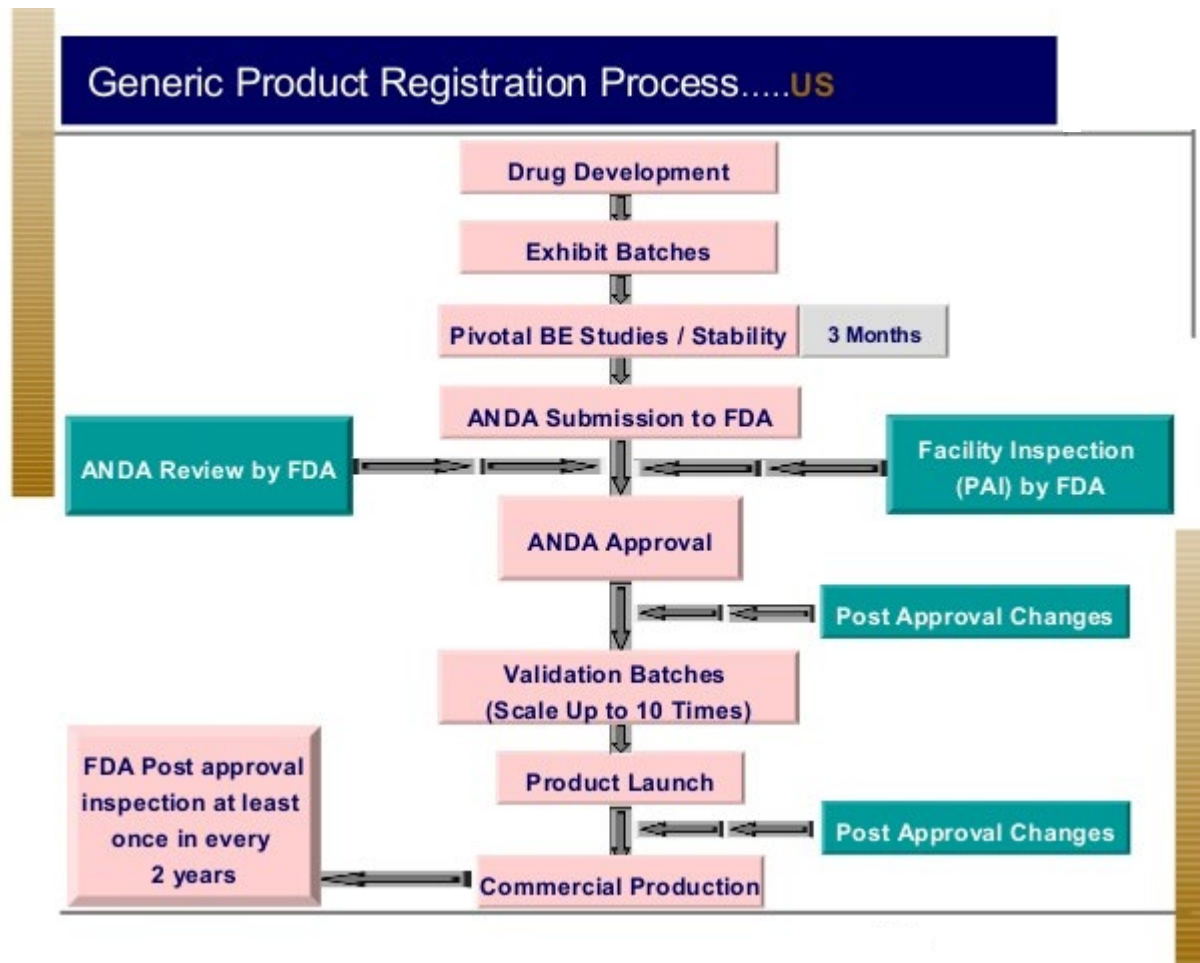 Generic Product Registration Process.....US
Drug Development
Exhibit Batches
Pivotal BE Studies / Stability
3 Months
ANDA Submission to FDA
ANDA Review by FDA
Facility Inspection
(PAI) by FDA
ANDA Approval
Post Approval Changes
Validation Batches
(Scale Up to 10 Times)
FDA Post approval
inspection at least
once in every
2 years
Product Launch
Post Approval Changes
Commercial Production